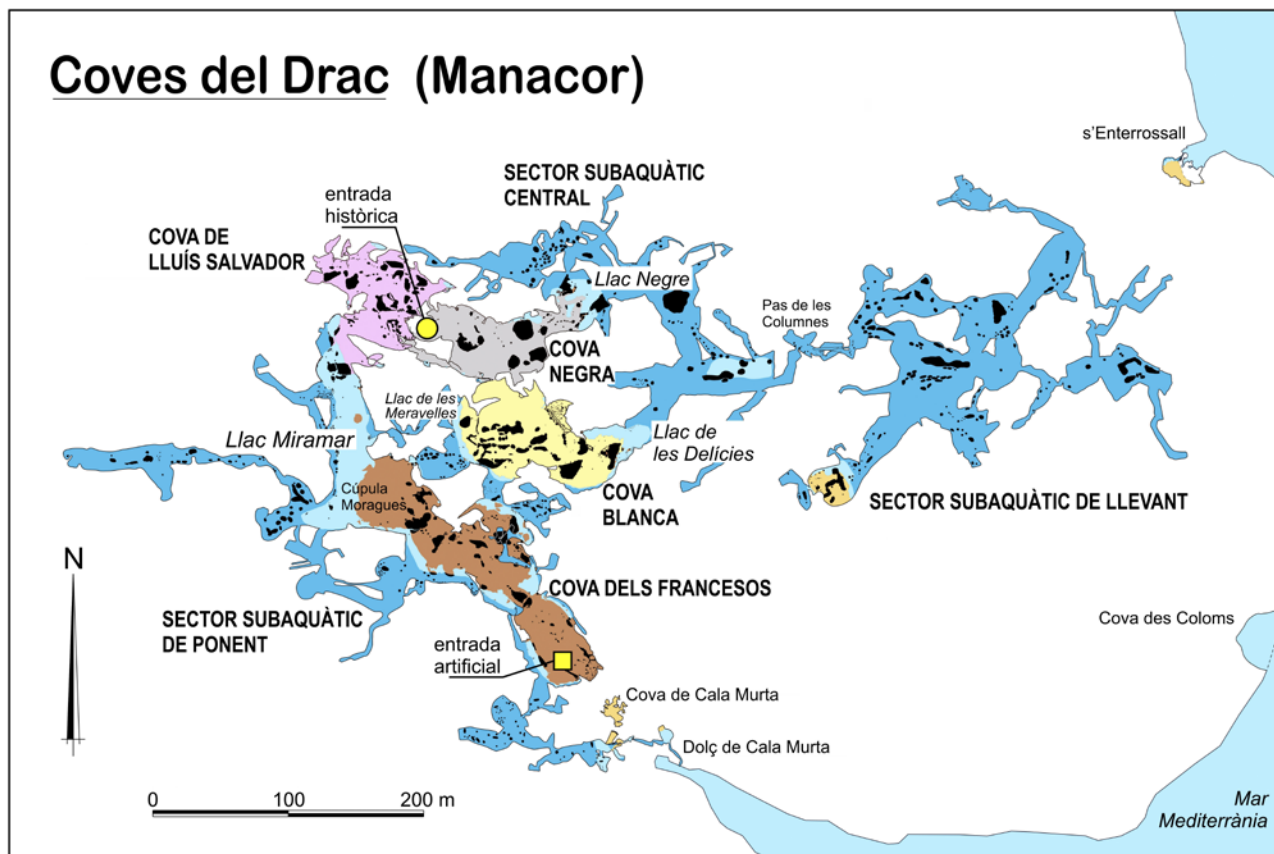 Coves del Drac (Manacor)
s'Enterrossall
SECTOR SUBAQUÀTIC
CENTRAL
entrada
històrica
COVA DE
LLUÍS SALVADOR
Llac Negre
Pas de les
Columnes
COVA
NEGRA
Llac de les
Meravelles
Llac Miramar
Llac de
les Delícies
Cúpula
Moragues
COVA
BLANCA
SECTOR SUBAQUÀTIC DE LLEVANT
N
COVA DELS FRANCESOS
SECTOR SUBAQUÀTIC
DE PONENT
Cova des Coloms
entrada
artificial
Cova de Cala Murta
Dolç de Cala Murta
0 100 200 m
Mar
Mediterrània